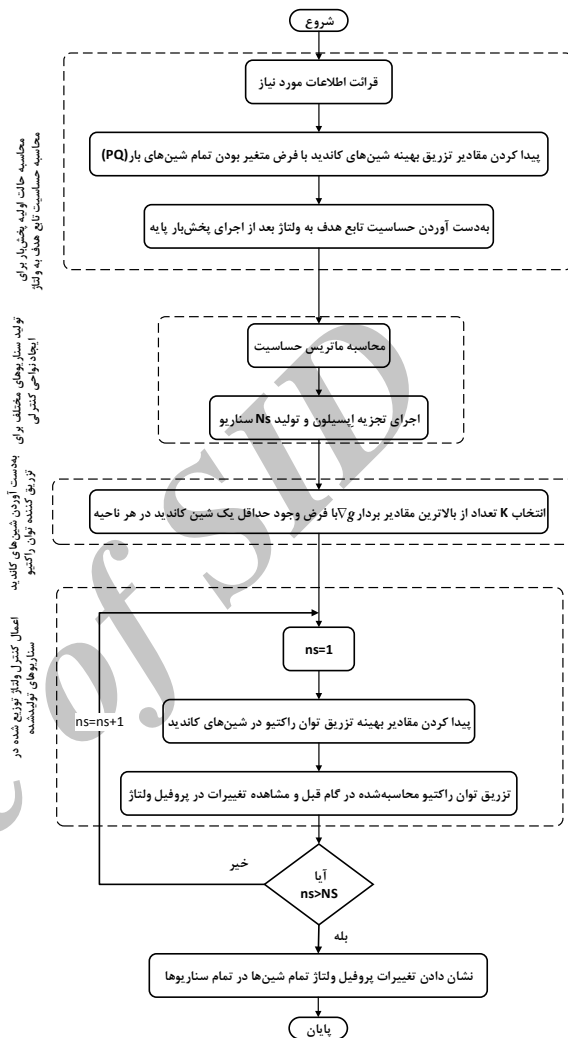 شروع
قرائت اطلاعات مورد نیاز
پیدا کردن مقادیر تزریق بهینه شین‌های کاندید با فرض متغیر بودن تمام شین‌های بار (PQ)
به‌دست آوردن حساسیت تابع هدف به ولتاژ بعد از اجرای پخش‌بار پایه
محاسبه حالت اولیه پخش‌بار برای
محاسبه حساسیت تابع هدف به ولتاژ
محاسبه ماتریس حساسیت
اجرای تجزیه اپسیلون و تولید Ns سناریو
تولید سناریوهای مختلف برای
ایجاد نواحی کنترلی
انتخاب K تعداد از بالاترین مقادیر بردار ∇g با فرض وجود حداقل یک شین کاندید در هر ناحیه
به‌دست آوردن شین‌های کاندید
تزریق کننده توان راکتیو
ns=1
پیدا کردن مقادیر بهینه تزریق توان راکتیو در شین‌های کاندید
تزریق توان راکتیو محاسبه‌شده در گام قبل و مشاهده تغییرات در پروفیل ولتاژ
اعمال کنترل ولتاژ توزیع شده در
سناریوهای تولیدشده
ns=ns+1
آیا
ns>NS
خیر
بله
نشان دادن تغییرات پروفیل ولتاژ تمام شین‌ها در تمام سناریوها
پایان
of SID